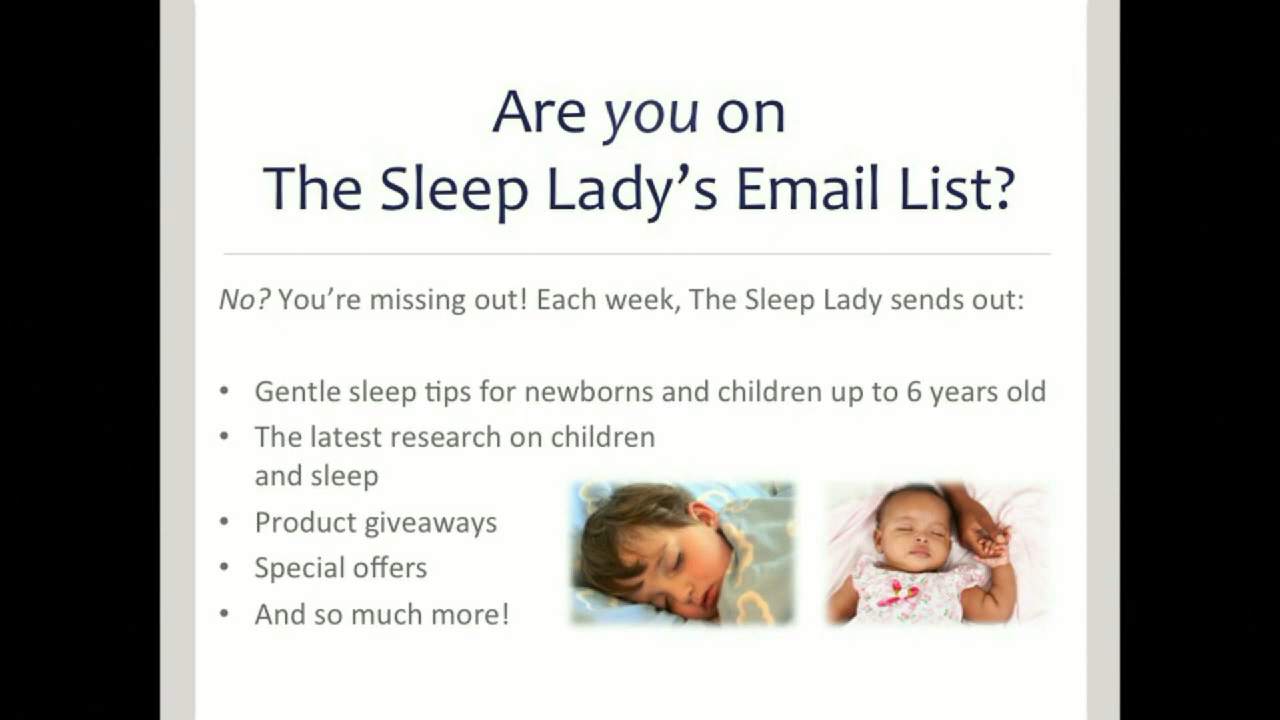 Are you on
The Sleep Lady’s Email List?
No? You’re missing out! Each week, The Sleep Lady sends out:
• Gentle sleep tips for newborns and children up to 6 years old
• The latest research on children
and sleep
• Product giveaways
• Special offers
• And so much more!